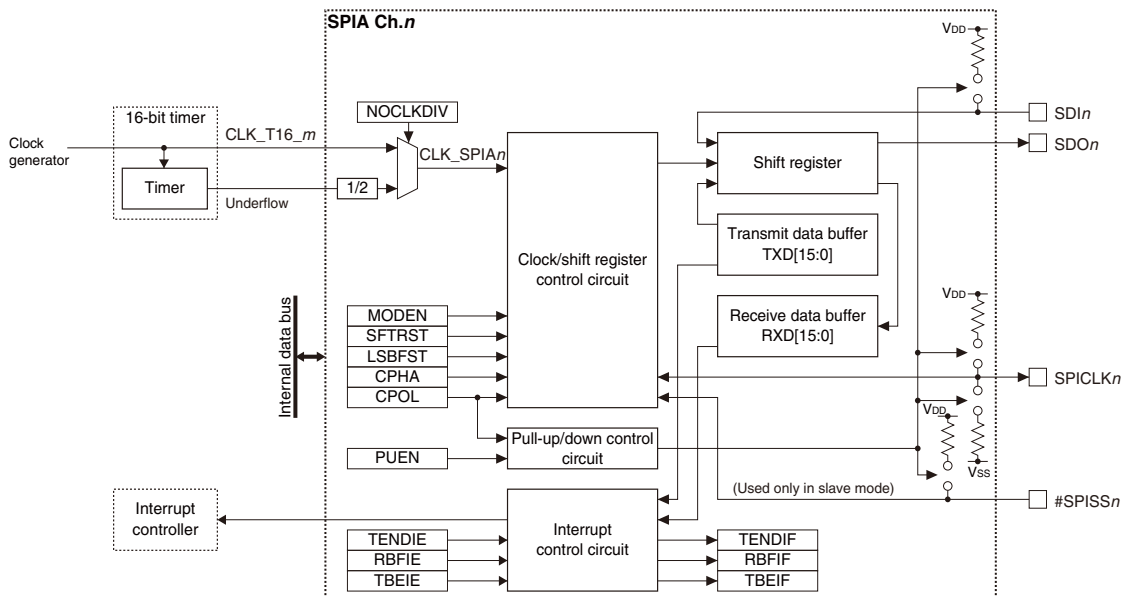 SPIA Ch.n
VDD
NOCLKDIV
16-bit timer
CLK_T16_m
SDIn
Clock
generator
CLK_SPIAn
SDOn
Shift register
Timer
1/2
Underflow
Transmit data buffer
TXD[15:0]
Clock/shift register
control circuit
Internal data bus
VDD
Receive data buffer
RXD[15:0]
MODEN
SFTRST
LSBFST
CPHA
CPOL
SPICLKn
VDD
Pull-up/down control
circuit
PUEN
VSS
(Used only in slave mode)
#SPISSn
Interrupt
controller
Interrupt
control circuit
TENDIE
RBFIE
TBEIE
TENDIF
RBFIF
TBEIF